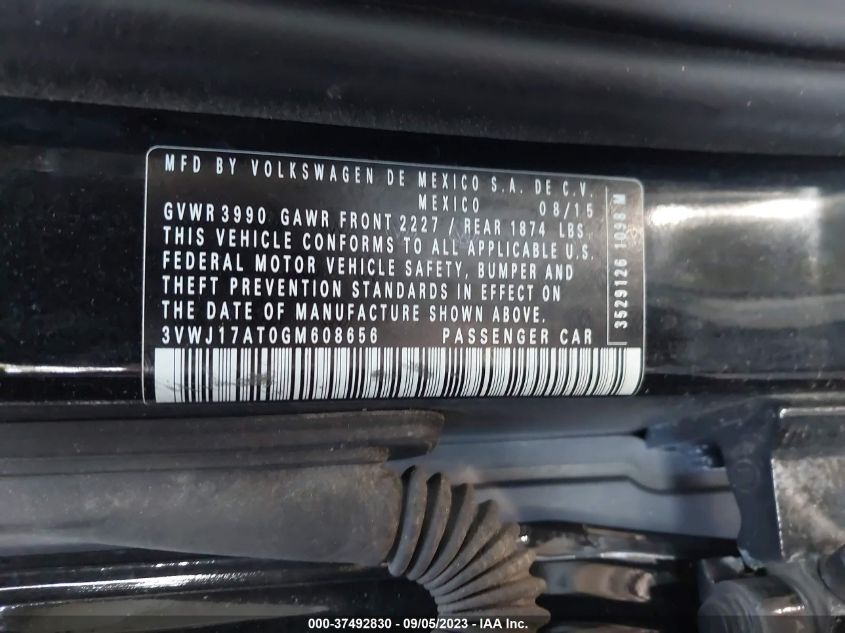 MFD BY VOLKSWAGEN DE MEXICO S.A. DE C.V.
MEXICO 08/15
GVWR 3990 GAWR FRONT 2227 / REAR 1874 LBS
THIS VEHICLE CONFORMS TO ALL APPLICABLE U.S.
FEDERAL MOTOR VEHICLE SAFETY, BUMPER AND
THEFT PREVENTION STANDARDS IN EFFECT ON
THE DATE OF MANUFACTURE SHOWN ABOVE.
3VWJ17AT0GM608656 PASSENGER CAR
3529126 1098 M
000-37492830 - 09/05/2023 - IAA Inc.